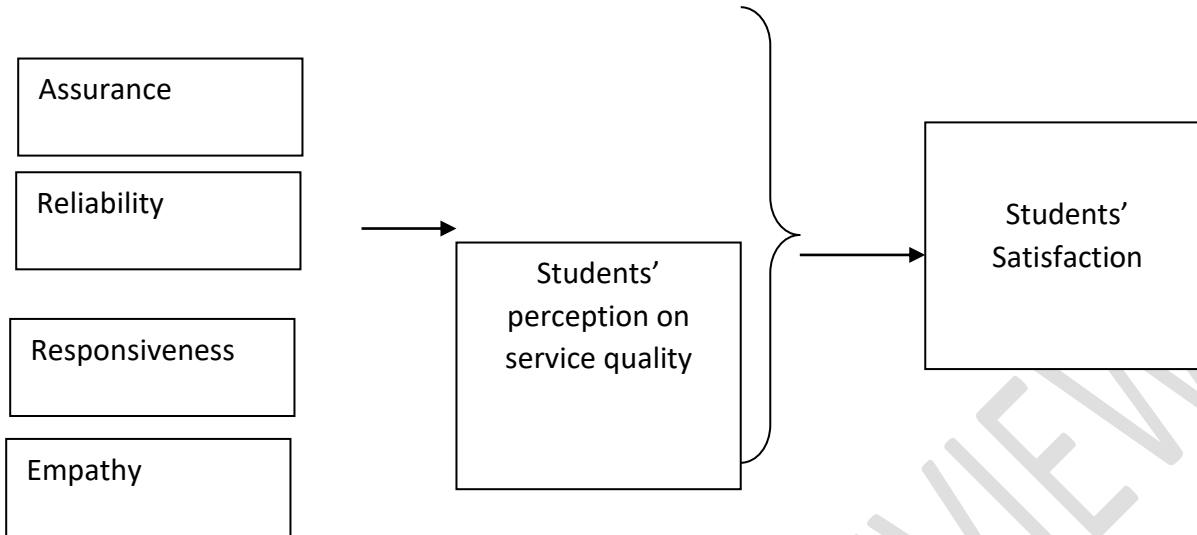 Assurance
Reliability
Responsiveness
Empathy
Students’
perception on
service quality
Students’
Satisfaction